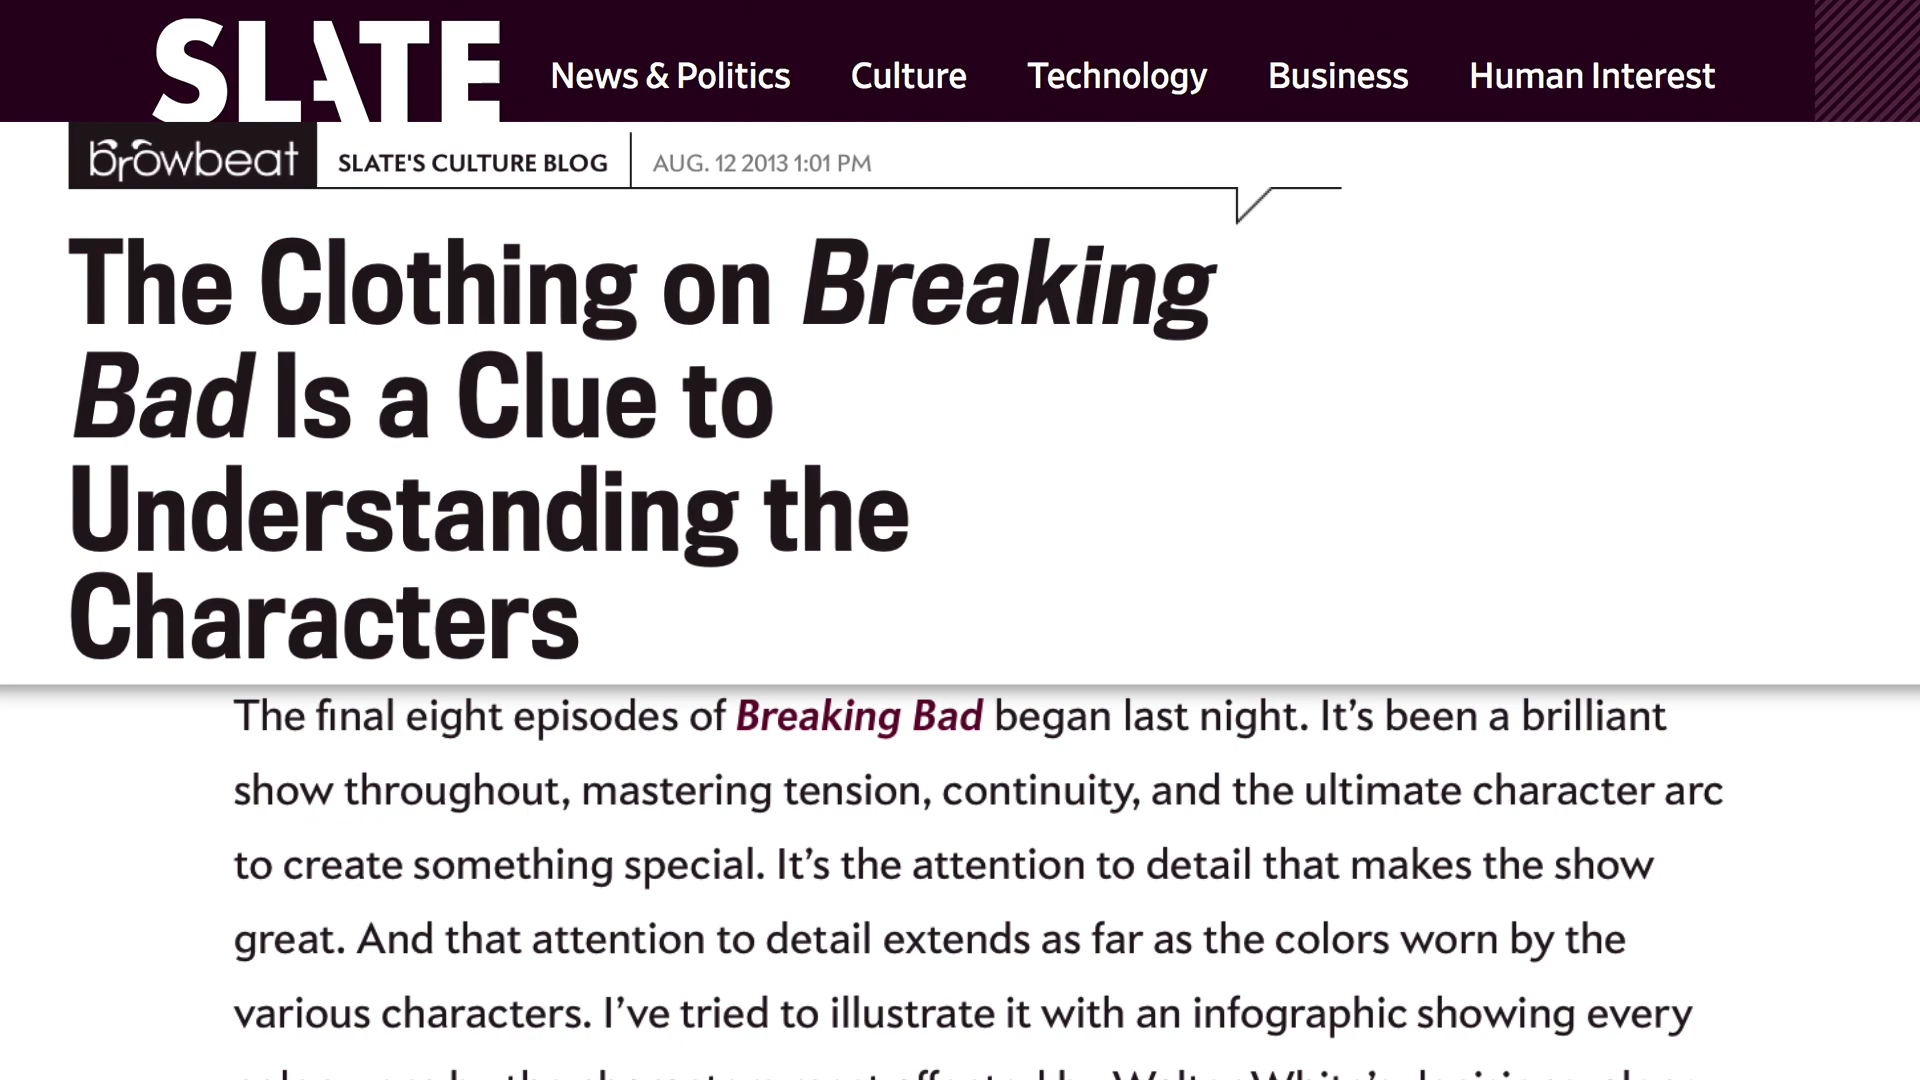 SLATE
News & Politics Culture Technology Business Human Interest
browbeat SLATE'S CULTURE BLOG AUG. 12 2013 1:01 PM
The Clothing on Breaking
Bad Is a Clue to
Understanding the
Characters
The final eight episodes of Breaking Bad began last night. It’s been a brilliant
show throughout, mastering tension, continuity, and the ultimate character arc
to create something special. It’s the attention to detail that makes the show
great. And that attention to detail extends as far as the colors worn by the
various characters. I’ve tried to illustrate it with an infographic showing every